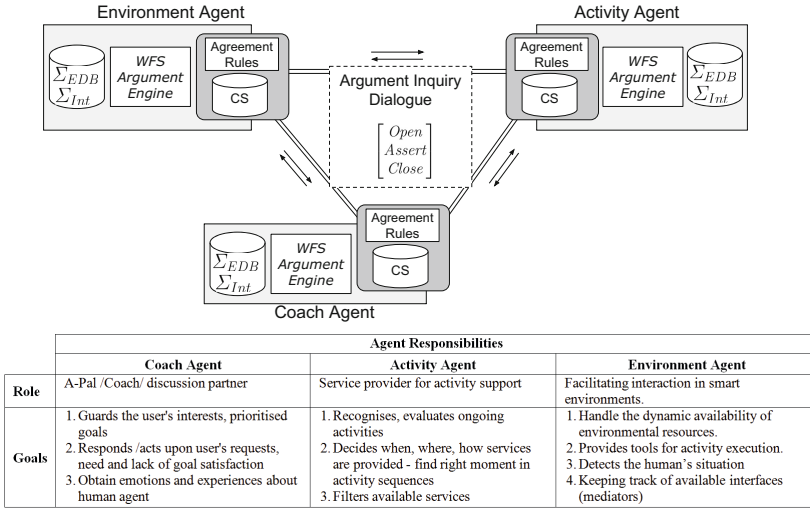 Environment Agent
Activity Agent
Σ_EDB
Σ_Int
WFS
Argument
Engine
Agreement
Rules
CS
Argument Inquiry
Dialogue
Open
Assert
Close
Agreement
Rules
CS
WFS
Argument
Engine
Σ_EDB
Σ_Int
Σ_EDB
Σ_Int
WFS
Argument
Engine
Agreement
Rules
CS
Coach Agent
Agent Responsibilities
Coach Agent
Activity Agent
Environment Agent
Role
A-Pal /Coach/ discussion partner
Service provider for activity support
Facilitating interaction in smart
environments.
Goals
1. Guards the user's interests, prioritised
goals
2. Responds /acts upon user's requests,
need and lack of goal satisfaction
3. Obtain emotions and experiences about
human agent
1. Recognises, evaluates ongoing
activities
2. Decides when, where, how services
are provided - find right moment in
activity sequences
3. Filters available services
1. Handle the dynamic availability of
environmental resources.
2. Provides tools for activity execution.
3. Detects the human's situation
4. Keeping track of available interfaces
(mediators)